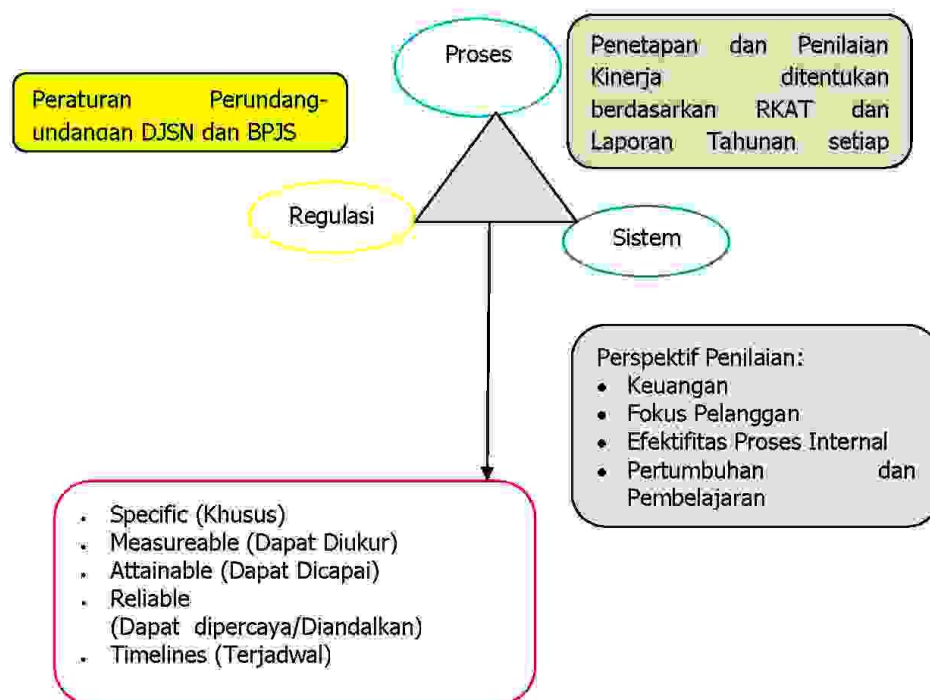 Proses
Penetapan dan Penilaian
Kinerja ditentukan
berdasarkan RKAT dan
Laporan Tahunan setiap
Peraturan Perundang-
undangan DJSN dan BPJS
Regulasi
Sistem
Perspektif Penilaian:
• Keuangan
• Fokus Pelanggan
• Efektifitas Proses Internal
• Pertumbuhan dan
Pembelajaran
• Specific (Khusus)
• Measureable (Dapat Diukur)
• Attainable (Dapat Dicapai)
• Reliable
(Dapat dipercaya/Diandalkan)
• Timelines (Terjadwal)